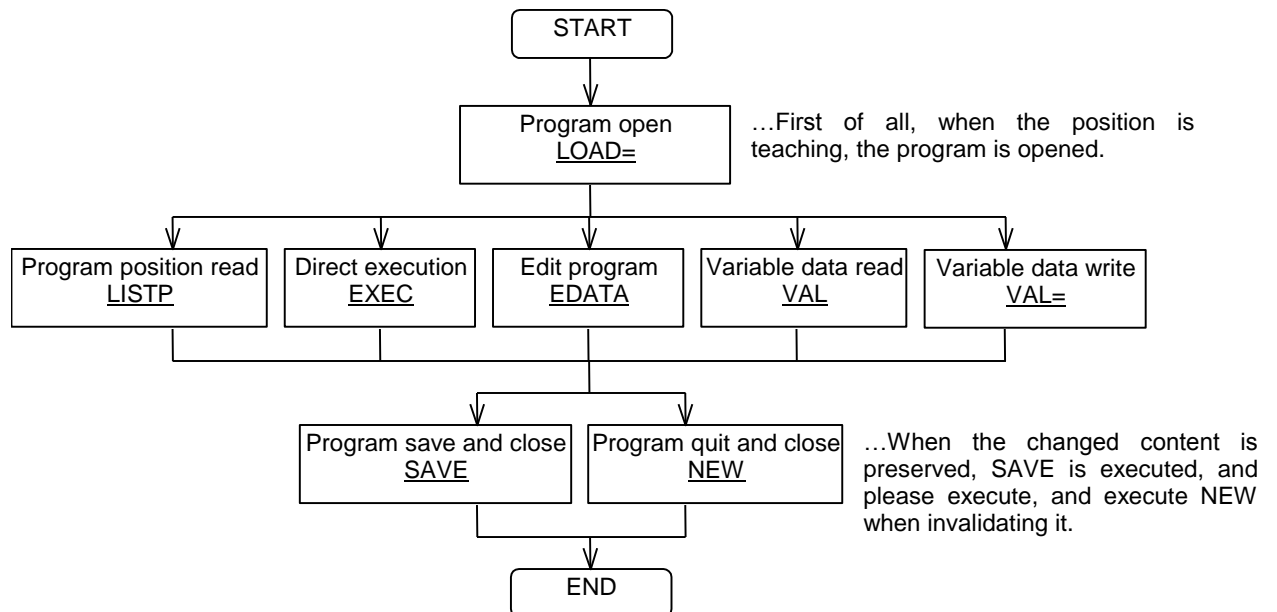 START
Program open
LOAD=
…First of all, when the position is
teaching, the program is opened.
Program position read
LISTP
Direct execution
EXEC
Edit program
EDATA
Variable data read
VAL
Variable data write
VAL=
Program save and close
SAVE
Program quit and close
NEW
…When the changed content is
preserved, SAVE is executed, and
please execute, and execute NEW
when invalidating it.
END